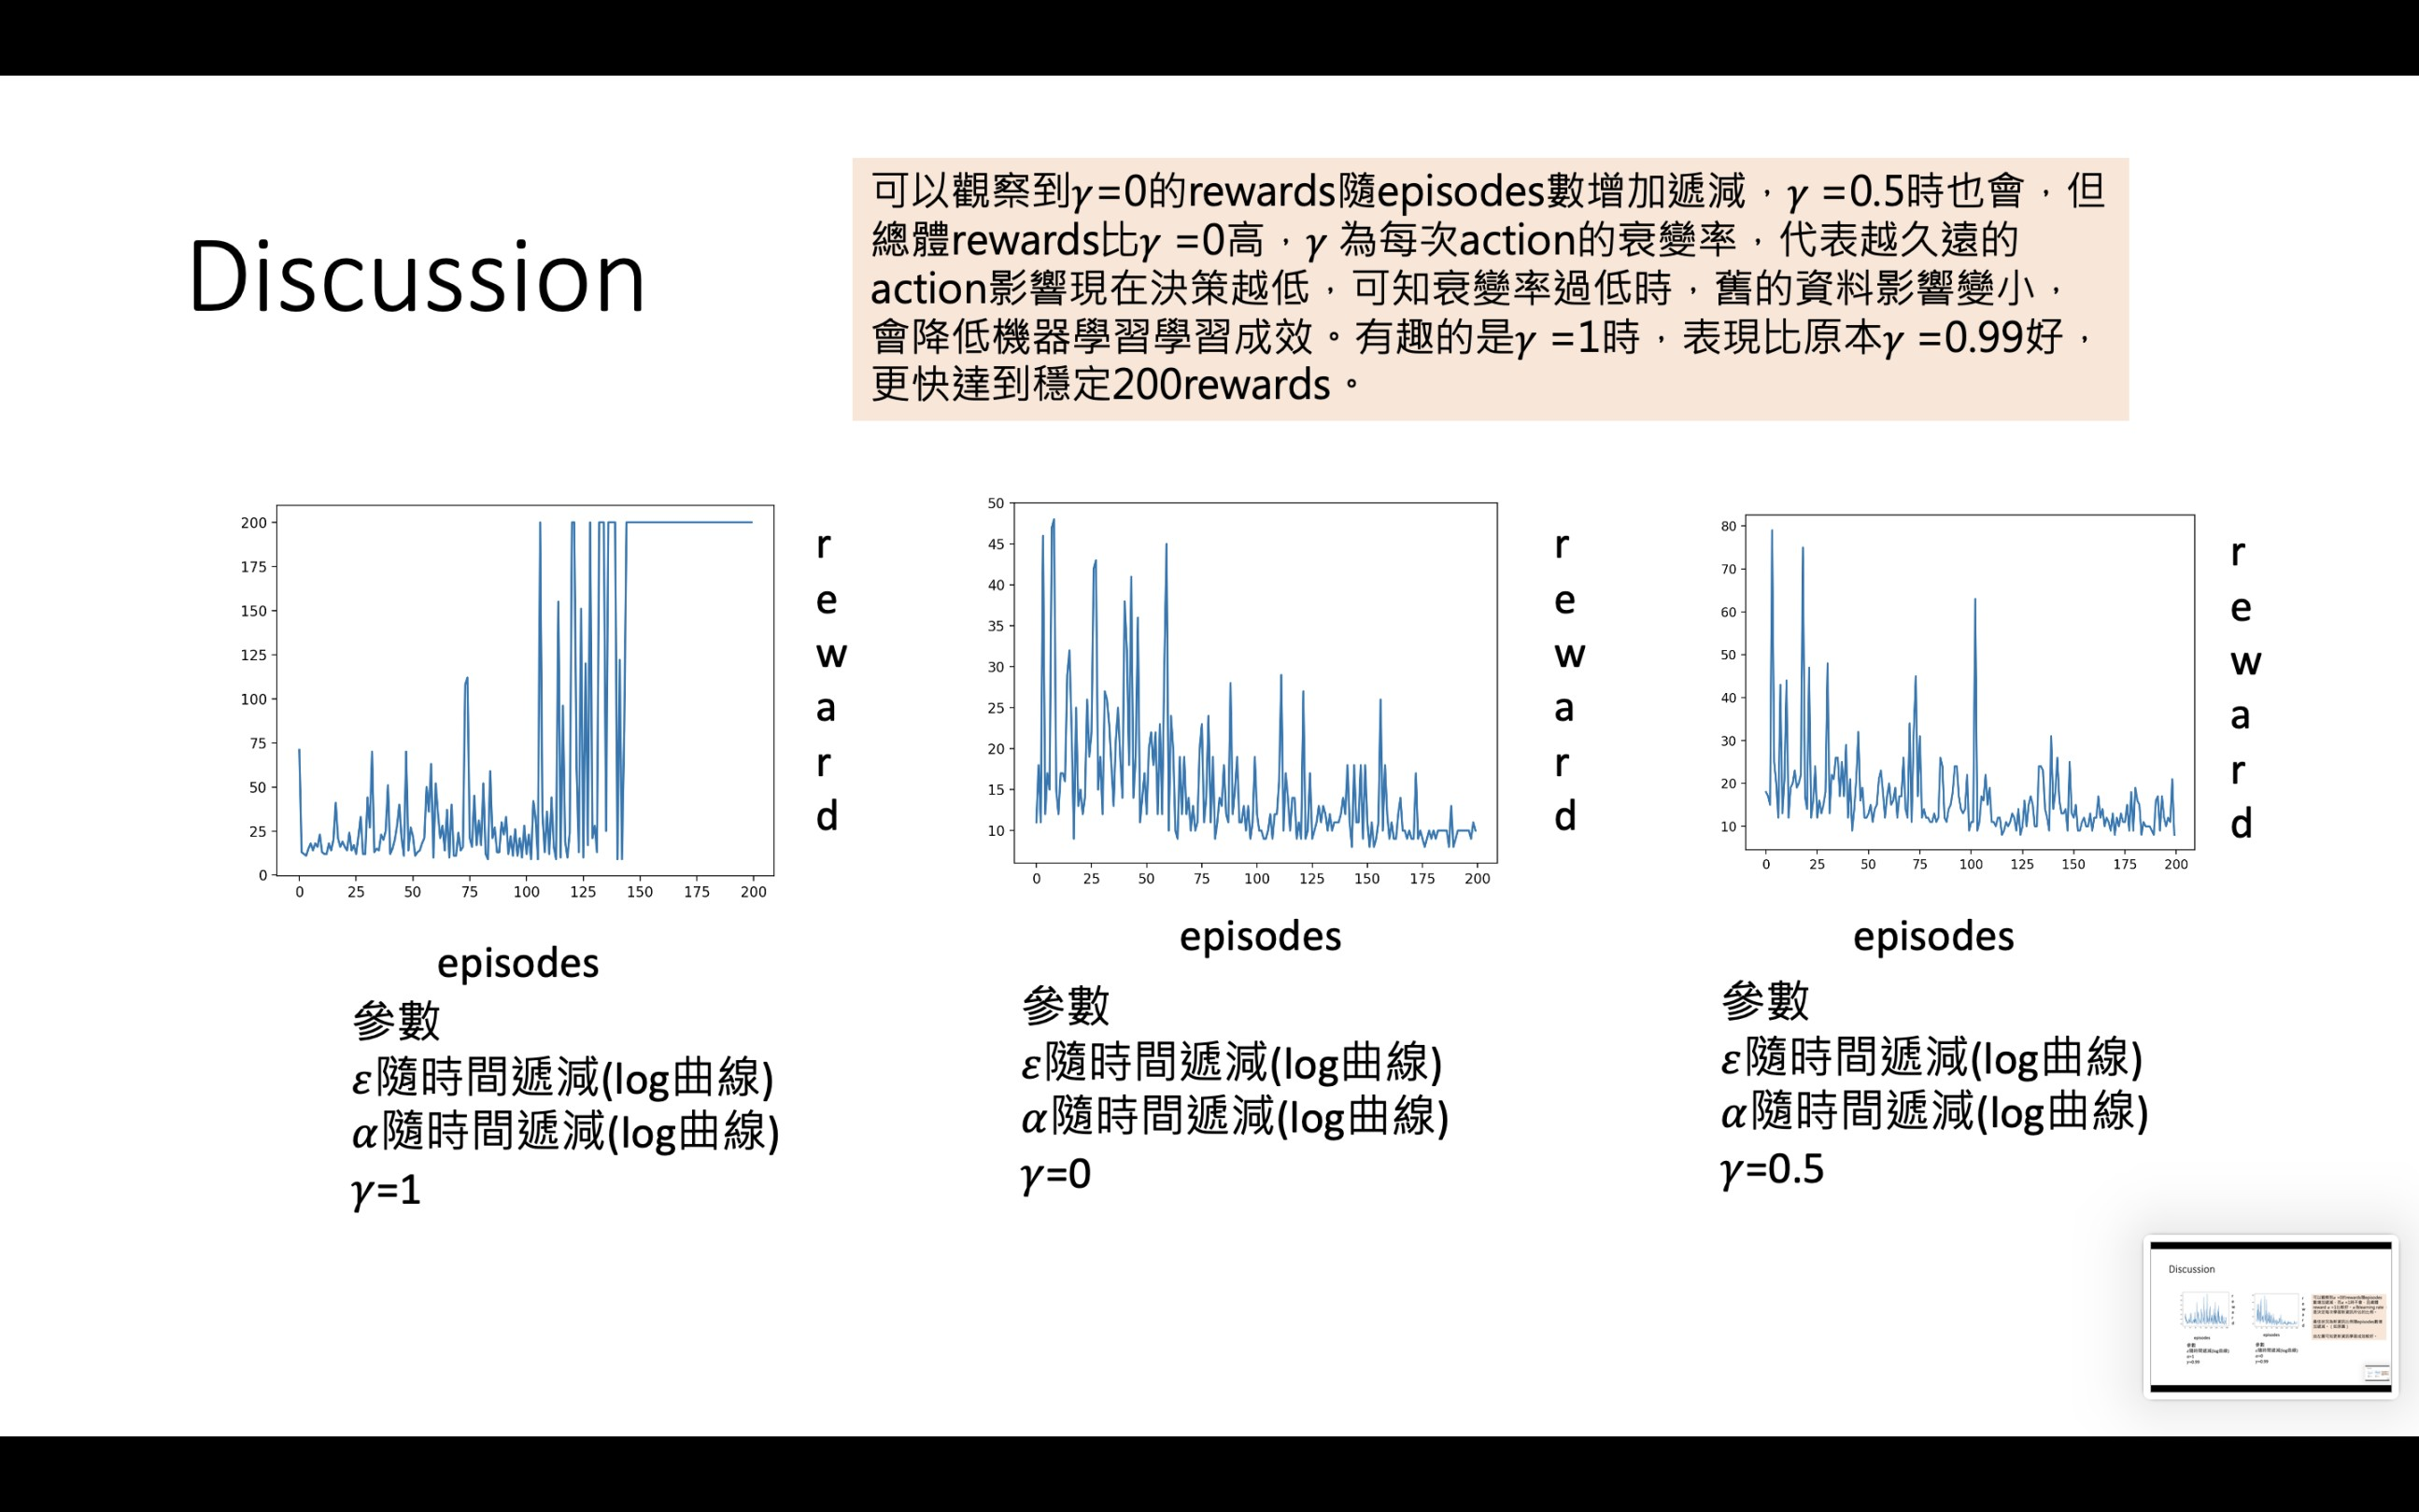 Discussion
可以觀察到γ=0的rewards隨episodes數增加遞減，γ =0.5時也會，但
總體rewards比γ =0高，γ 為每次action的衰變率，代表越久遠的
action影響現在決策越低，可知衰變率過低時，舊的資料影響變小，
會降低機器學習學習成效。有趣的是γ =1時，表現比原本γ =0.99好，
更快達到穩定200rewards。
200
175
150
125
100
75
50
25
0
0 25 50 75 100 125 150 175 200
reward
episodes
參數
ε隨時間遞減(log曲線)
α隨時間遞減(log曲線)
γ=1
50
45
40
35
30
25
20
15
10
0 25 50 75 100 125 150 175 200
reward
episodes
參數
ε隨時間遞減(log曲線)
α隨時間遞減(log曲線)
γ=0
80
70
60
50
40
30
20
10
0 25 50 75 100 125 150 175 200
reward
episodes
參數
ε隨時間遞減(log曲線)
α隨時間遞減(log曲線)
γ=0.5
Discussion
episodes
episodes
參數
參數